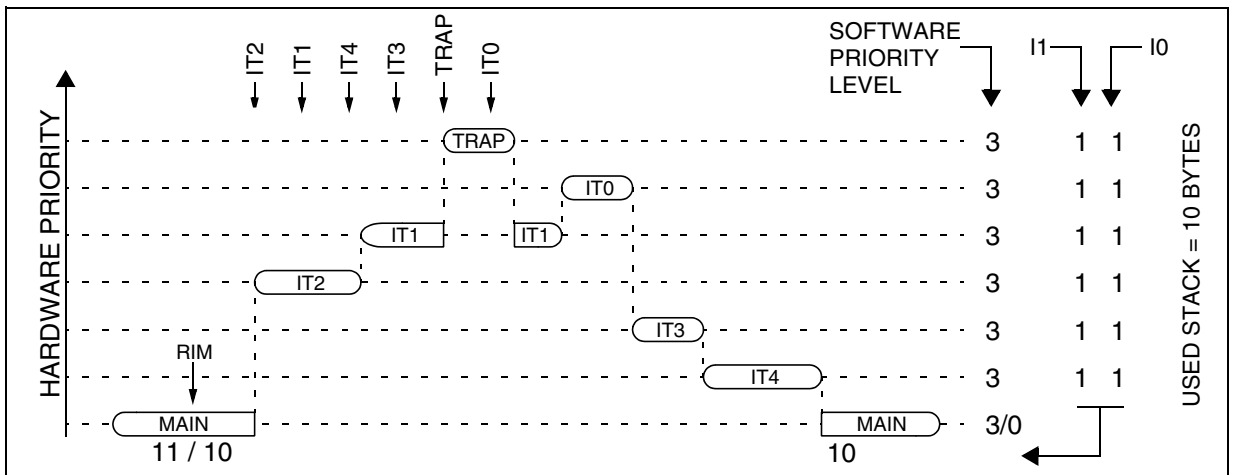 SOFTWARE
PRIORITY
LEVEL
I1
I0
IT2
IT1
IT4
IT3
TRAP
IT0
HARDWARE PRIORITY
TRAP
3
1 1
IT0
3
1 1
IT1
IT1
3
1 1
IT2
3
1 1
IT3
3
1 1
RIM
IT4
3
1 1
MAIN
MAIN
3/0
11 / 10
10
USED STACK = 10 BYTES